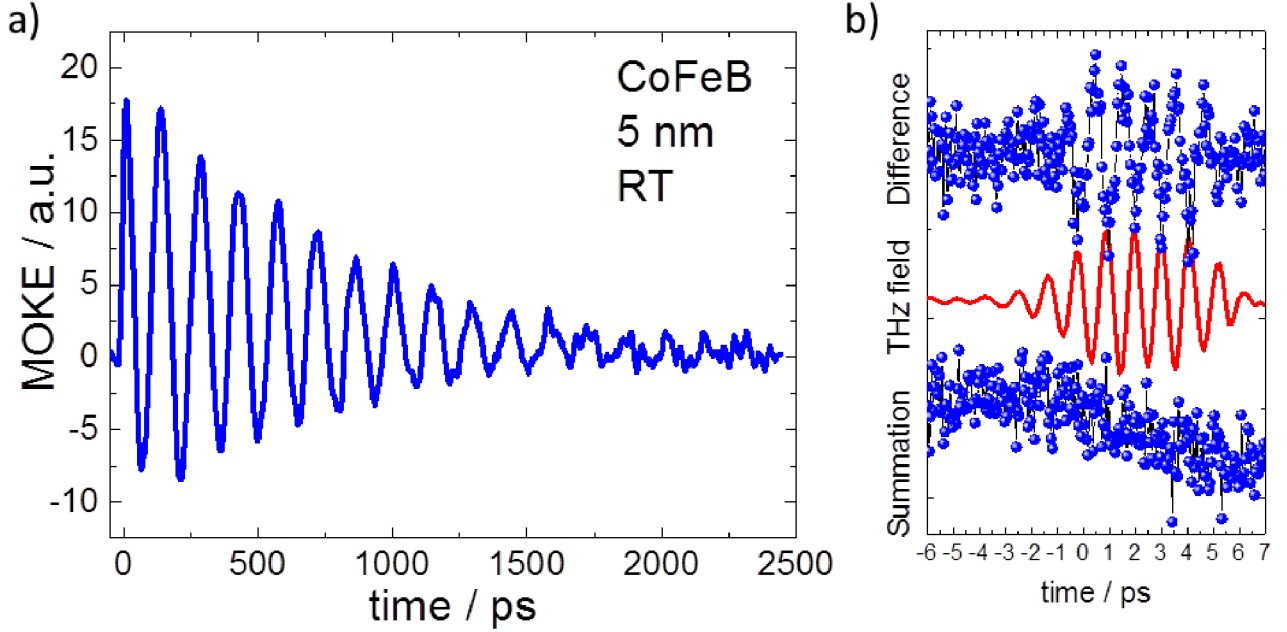 a)
MOKE / a.u.
20
15
10
5
0
-5
-10
CoFeB
5 nm
RT
0 500 1000 1500 2000 2500
time / ps
b)
Difference
THz field
Summation
-6 -5 -4 -3 -2 -1 0 1 2 3 4 5 6 7
time / ps